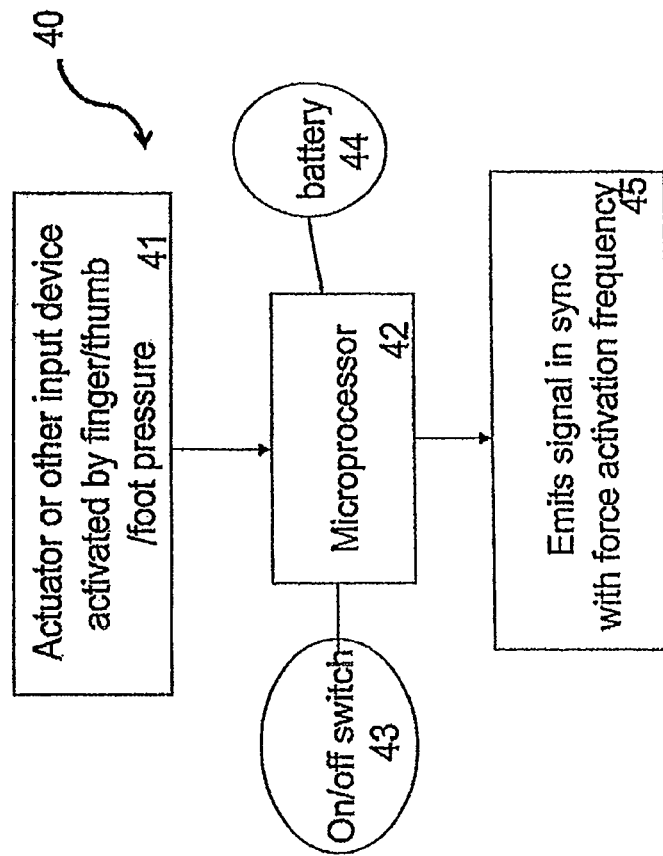 40
Actuator or other input device
activated by finger/thumb
/foot pressure
41
battery
44
Microprocessor
42
On/off switch
43
Emits signal in sync
with force activation frequency
45